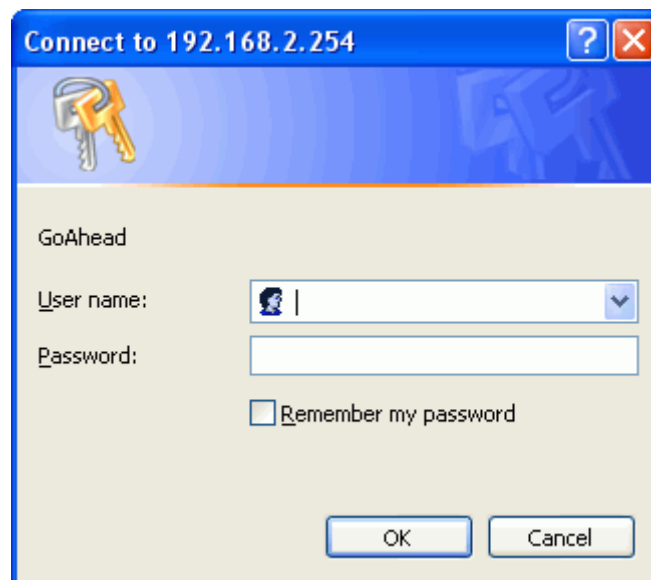 Connect to 192.168.2.254
GoAhead
User name:
Password:
Remember my password
OK Cancel